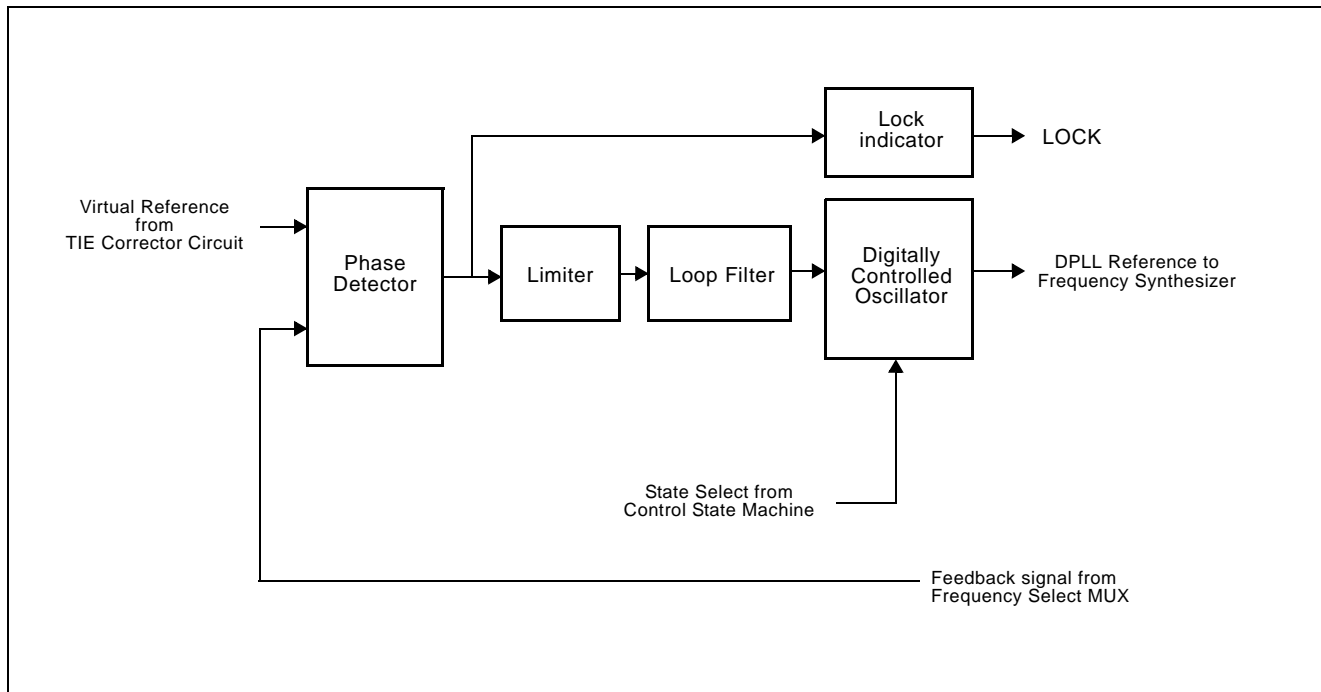 Lock
indicator
LOCK
Virtual Reference
from
TIE Corrector Circuit
Phase
Detector
Limiter
Loop Filter
Digitally
Controlled
Oscillator
DPLL Reference to
Frequency Synthesizer
State Select from
Control State Machine
Feedback signal from
Frequency Select MUX